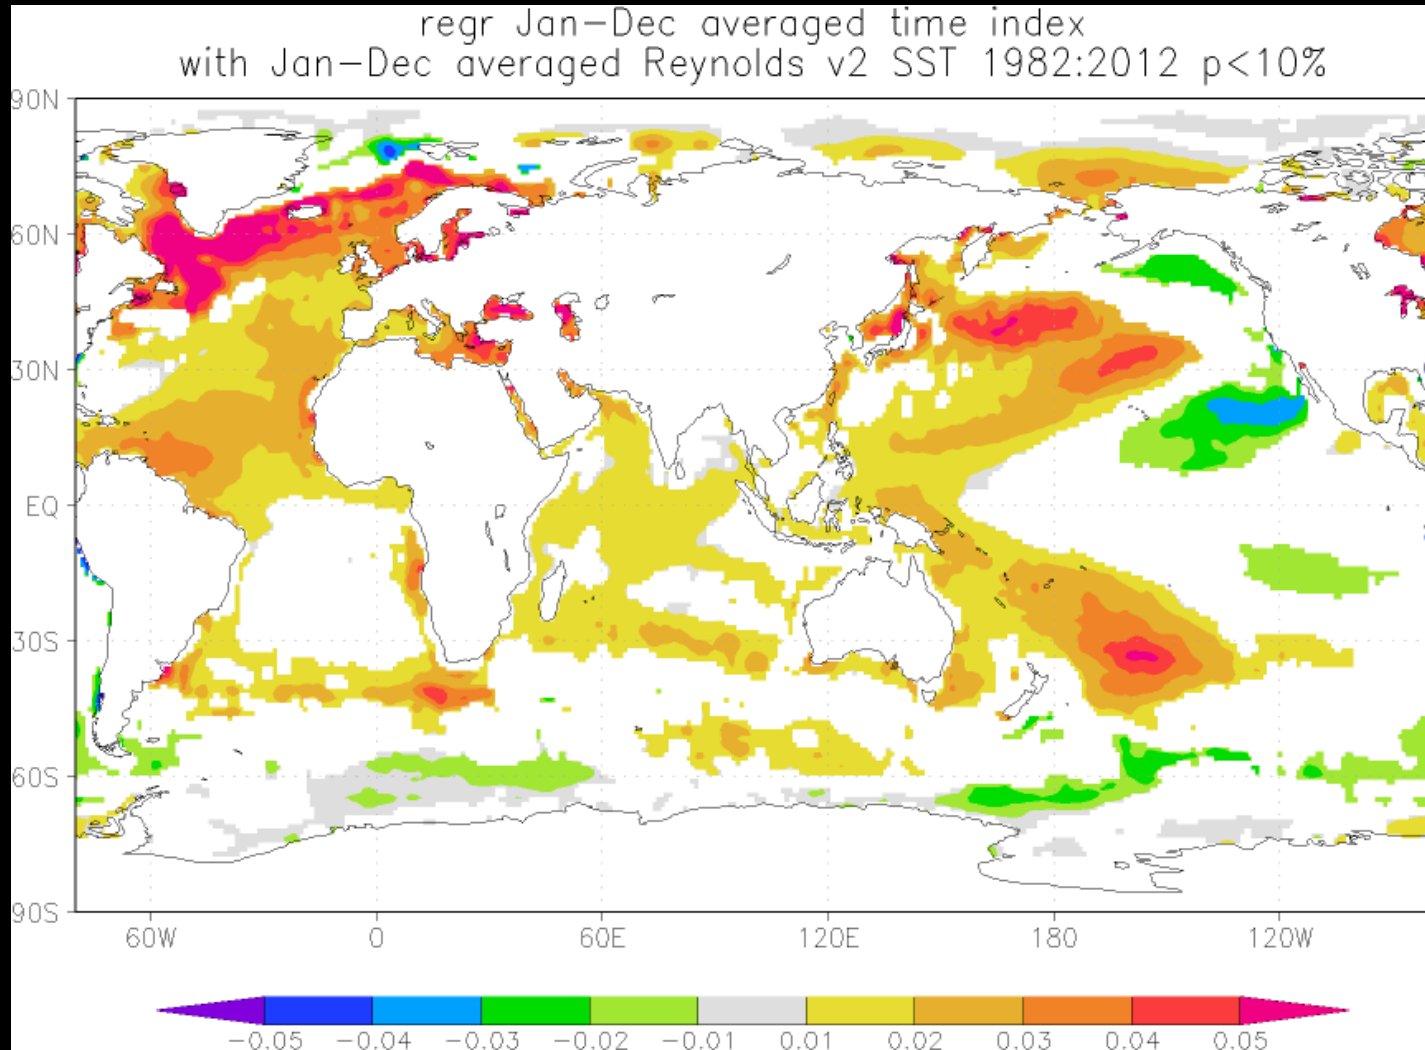 regr Jan-Dec averaged time index
with Jan-Dec averaged Reynolds v2 SST 1982:2012 p<10%
90N
60N
30N
EQ
30S
60S
90S
60W 0 60E 120E 180 120W
-0.05 -0.04 -0.03 -0.02 -0.01 0.01 0.02 0.03 0.04 0.05